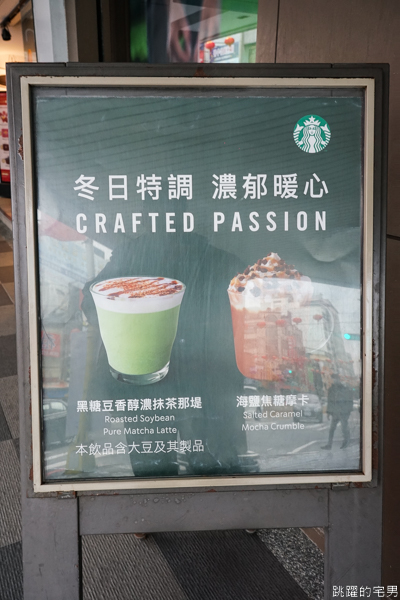 冬日特調 濃郁暖心
CRAFTED PASSION
黑糖豆香醇濃抹茶那堤
Roasted Soybean
Pure Matcha Latte
本飲品含大豆及其製品
海鹽焦糖摩卡
Salted Caramel
Mocha Crumble
跳躍的宅男